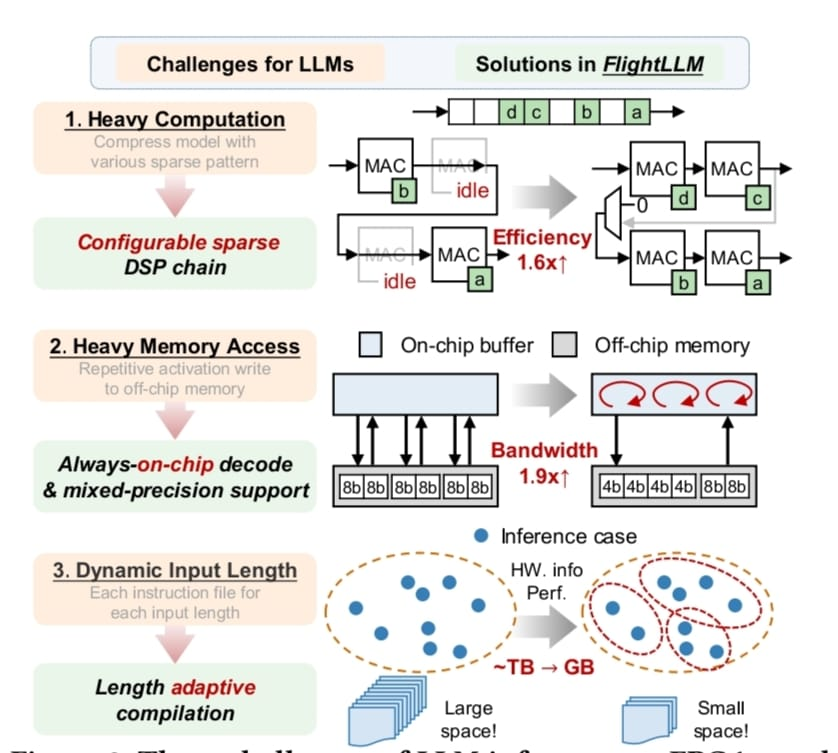 Challenges for LLMs
Solutions in FlightLLM
1. Heavy Computation
Compress model with
various sparse pattern
Configurable sparse
DSP chain
d c b a
MAC
b
MAC
idle
MAC
idle
MAC
a
Efficiency
1.6x↑
MAC
d
MAC
c
0
MAC
b
MAC
a
2. Heavy Memory Access
Repetitive activation write
to off-chip memory
Always-on-chip decode
& mixed-precision support
On-chip buffer
Off-chip memory
8b 8b 8b 8b 8b 8b
Bandwidth
1.9x↑
4b 4b 4b 4b 8b 8b
3. Dynamic Input Length
Each instruction file for
each input length
Length adaptive
compilation
Inference case
HW. info
Perf.
~TB → GB
Large
space!
Small
space!